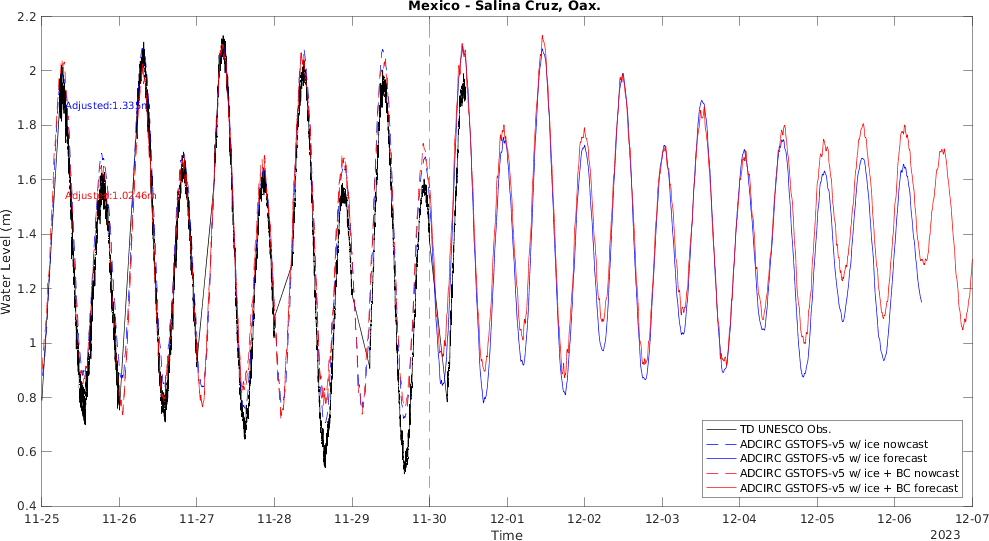 Mexico - Salina Cruz, Oax.
2.2
2
1.8
1.6
1.4
1.2
1
0.8
0.6
0.4
Water Level (m)
Adjusted:1.335m
Adjusted:1.0246m
TD UNESCO Obs.
ADCIRC GSTOFS-v5 w/ ice nowcast
ADCIRC GSTOFS-v5 w/ ice forecast
ADCIRC GSTOFS-v5 w/ ice + BC nowcast
ADCIRC GSTOFS-v5 w/ ice + BC forecast
11-25 11-26 11-27 11-28 11-29 11-30 12-01 12-02 12-03 12-04 12-05 12-06 12-07
Time
2023